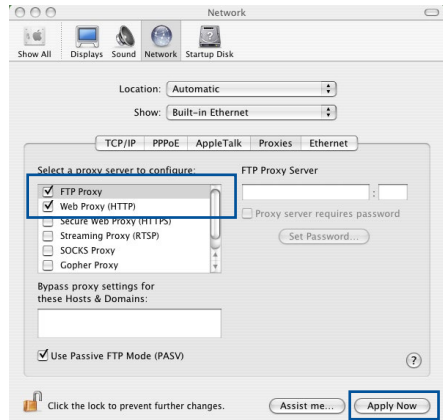 Network
Show All
Displays
Sound
Network
Startup Disk
Location:
Automatic
Show:
Built-in Ethernet
TCP/IP
PPPoE
AppleTalk
Proxies
Ethernet
Select a proxy server to configure:
FTP Proxy
Web Proxy (HTTP)
Secure Web Proxy (HTTPS)
Streaming Proxy (RTSP)
SOCKS Proxy
Gopher Proxy
FTP Proxy Server
:
Proxy server requires password
Set Password...
Bypass proxy settings for
these Hosts & Domains:
Use Passive FTP Mode (PASV)
?
Click the lock to prevent further changes.
Assist me...
Apply Now